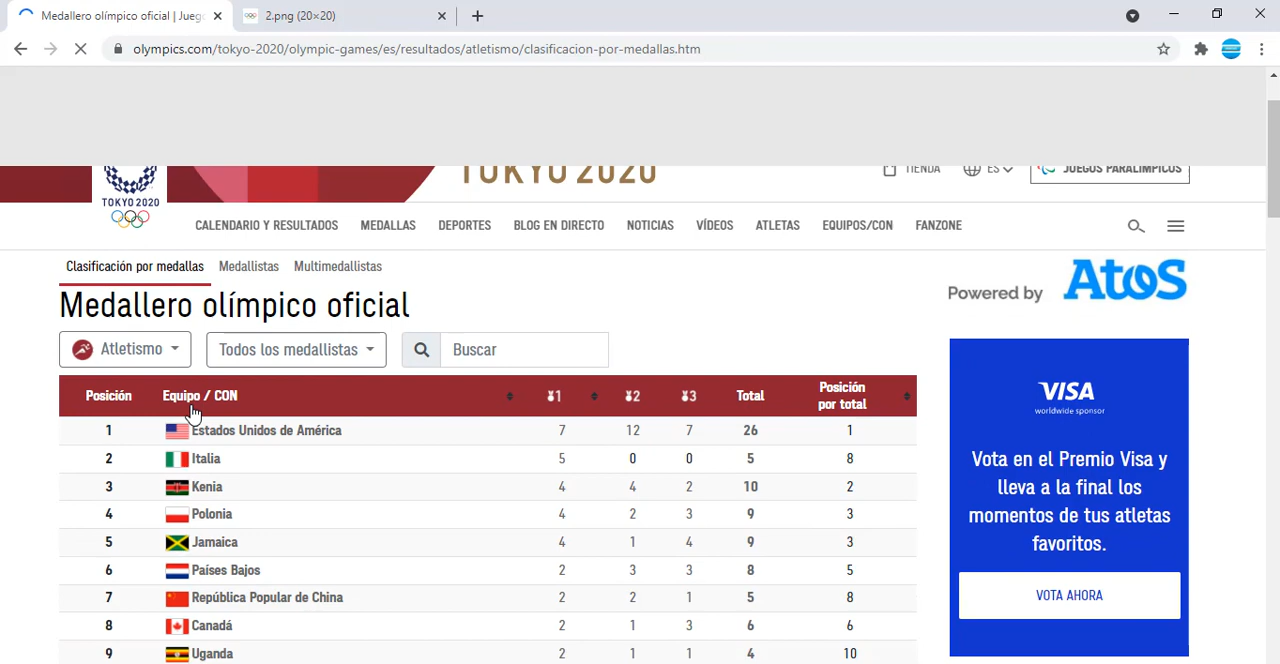 Medallero olímpico oficial | Jueg
2.png (20×20)
olympics.com/tokyo-2020/olympic-games/es/resultados/atletismo/clasificacion-por-medallas.htm
TOKYO 2020
TIENDA
ES
JUEGOS PARALÍMPICOS
TOKYO 2020
CALENDARIO Y RESULTADOS MEDALLAS DEPORTES BLOG EN DIRECTO NOTICIAS VÍDEOS ATLETAS EQUIPOS/CON FANZONE
Clasificación por medallas Medallistas Multimedallistas
Medallero olímpico oficial
Atletismo Todos los medallistas Buscar
Posición Equipo / CON 1 2 3 Total Posición por total
1 Estados Unidos de América 7 12 7 26 1
2 Italia 5 0 0 5 8
3 Kenia 4 4 2 10 2
4 Polonia 4 2 3 9 3
5 Jamaica 4 1 4 9 3
6 Países Bajos 2 3 3 8 5
7 República Popular de China 2 2 1 5 8
8 Canadá 2 1 3 6 6
9 Uganda 2 1 1 4 10
Powered by Atos
VISA
worldwide sponsor
Vota en el Premio Visa y
lleva a la final los
momentos de tus atletas
favoritos.
VOTA AHORA